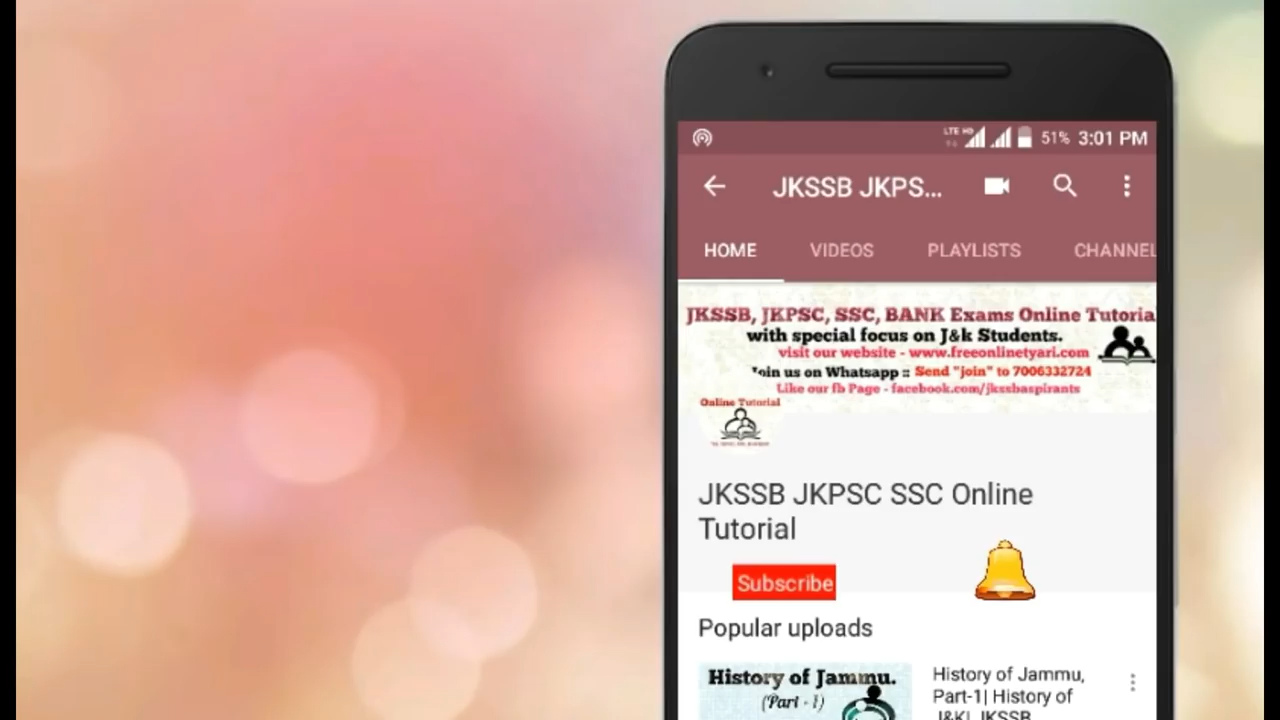 LTE HD
51% 3:01 PM
JKSSB JKPS...
HOME VIDEOS PLAYLISTS CHANNEL
JKSSB, JKPSC, SSC, BANK Exams Online Tutoria
with special focus on J&k Students.
visit our website - www.freeonlinetyari.com
Join us on Whatsapp :: Send "join" to 7006332724
Like our fb Page - facebook.com/jkssbaspirants
Online Tutorial
JKSSB JKPSC SSC Online
Tutorial
Subscribe
Popular uploads
History of Jammu.
(Part - 1)
History of Jammu,
Part-1| History of
J&K| JKSSB